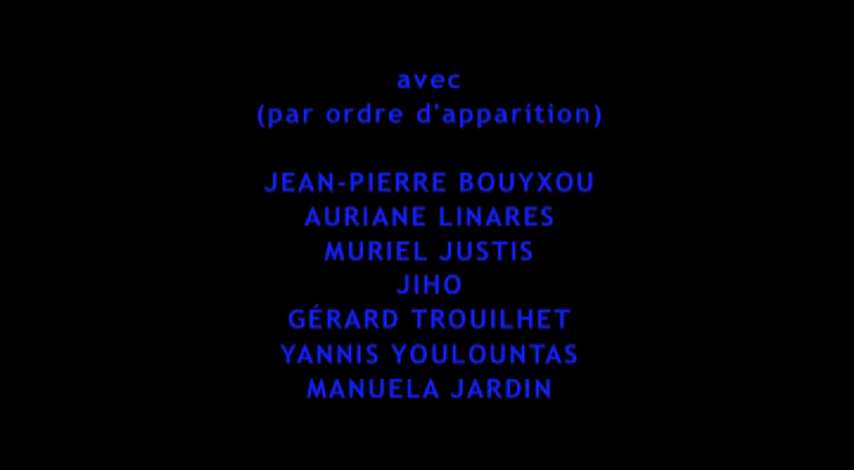 avec
(par ordre d'apparition)
JEAN-PIERRE BOUYXOU
AURIANE LINARES
MURIEL JUSTIS
JIHO
GÉRARD TROUILHET
YANNIS YOULOUNTAS
MANUELA JARDIN